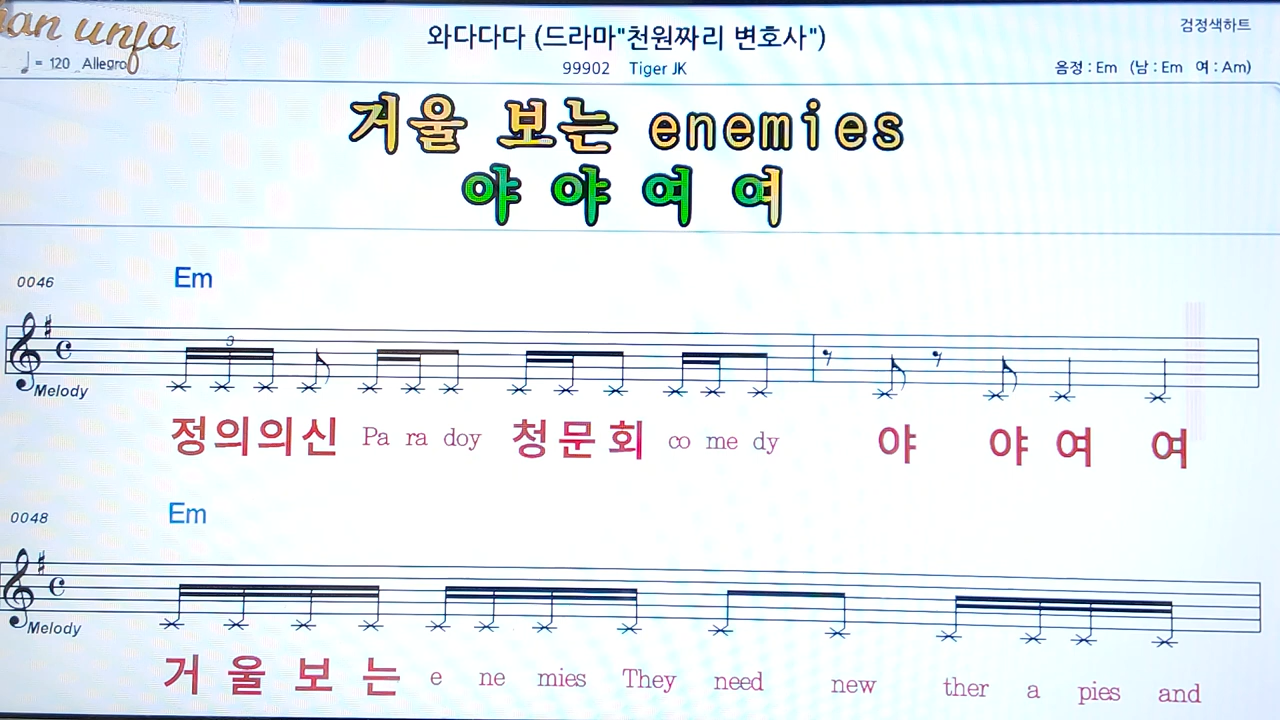 와다다다 (드라마"천원짜리 변호사")
검정색하트
♩ = 120 Allegro
99902 Tiger JK
음정 : Em (남 : Em 여 : Am)
거울 보는 enemies
야 야 여 여
0046 Em
3
Melody
정의의신 Pa ra doy 청문회 co me dy 야 야 여 여
0048 Em
Melody
거 울 보 는 e ne mies They need new ther a pies and